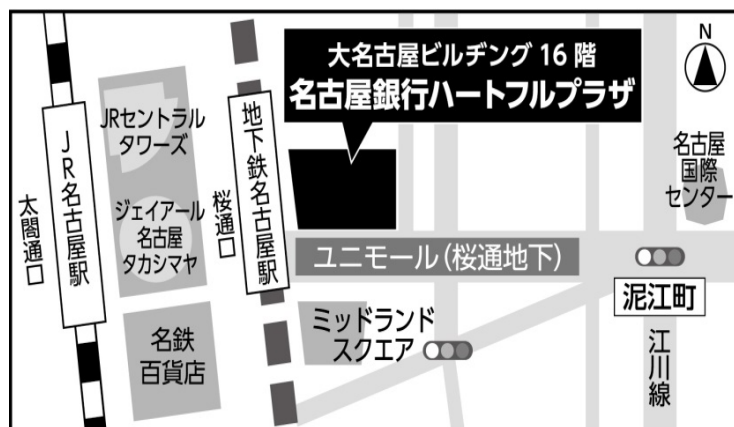 大名古屋ビルヂング 16 階
名古屋銀行ハートフルプラザ
N
JRセントラル
タワーズ
JR名古屋駅
太閤通口
ジェイアール
名古屋
タカシマヤ
桜通口
地下鉄名古屋駅
名古屋
国際
センター
ユニモール(桜通地下)
泥江町
ミッドランド
スクエア
名鉄
百貨店
江川線